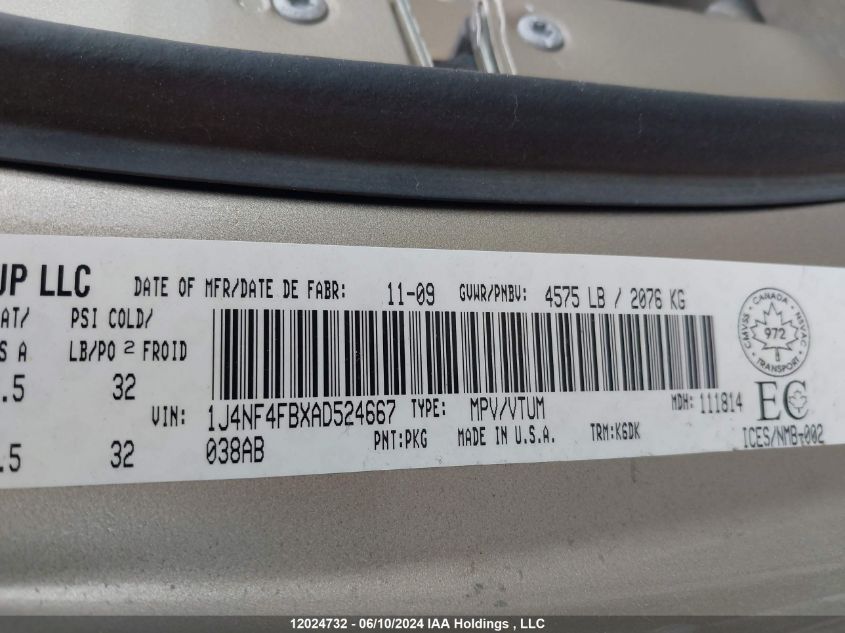 UP LLC DATE OF MFR/DATE DE FABR: 11-09 GVWR/PNBV: 4575 LB / 2076 KG
AT/ PSI COLD/
S A LB/PO 2 FROID
.5 32
VIN: 1J4NF4FBXAD524667 TYPE: MPV/VTUM MDH: 111814
.5 32 038AB PNT:PKG MADE IN U.S.A. TRM:K6DK
CANADA
CMVSS NSVAC
972
TRANSPORT
EC
ICES/NMB-002
12024732 - 06/10/2024 IAA Holdings , LLC